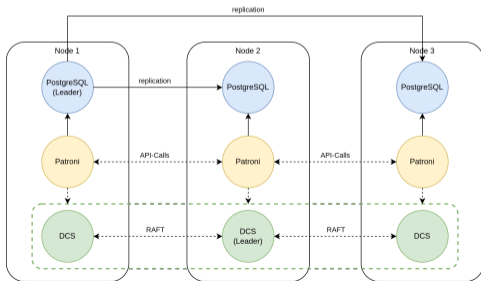 replication
Node 1
Node 2
Node 3
PostgreSQL
(Leader)
replication
PostgreSQL
PostgreSQL
Patroni
API-Calls
Patroni
API-Calls
Patroni
DCS
RAFT
DCS
(Leader)
RAFT
DCS